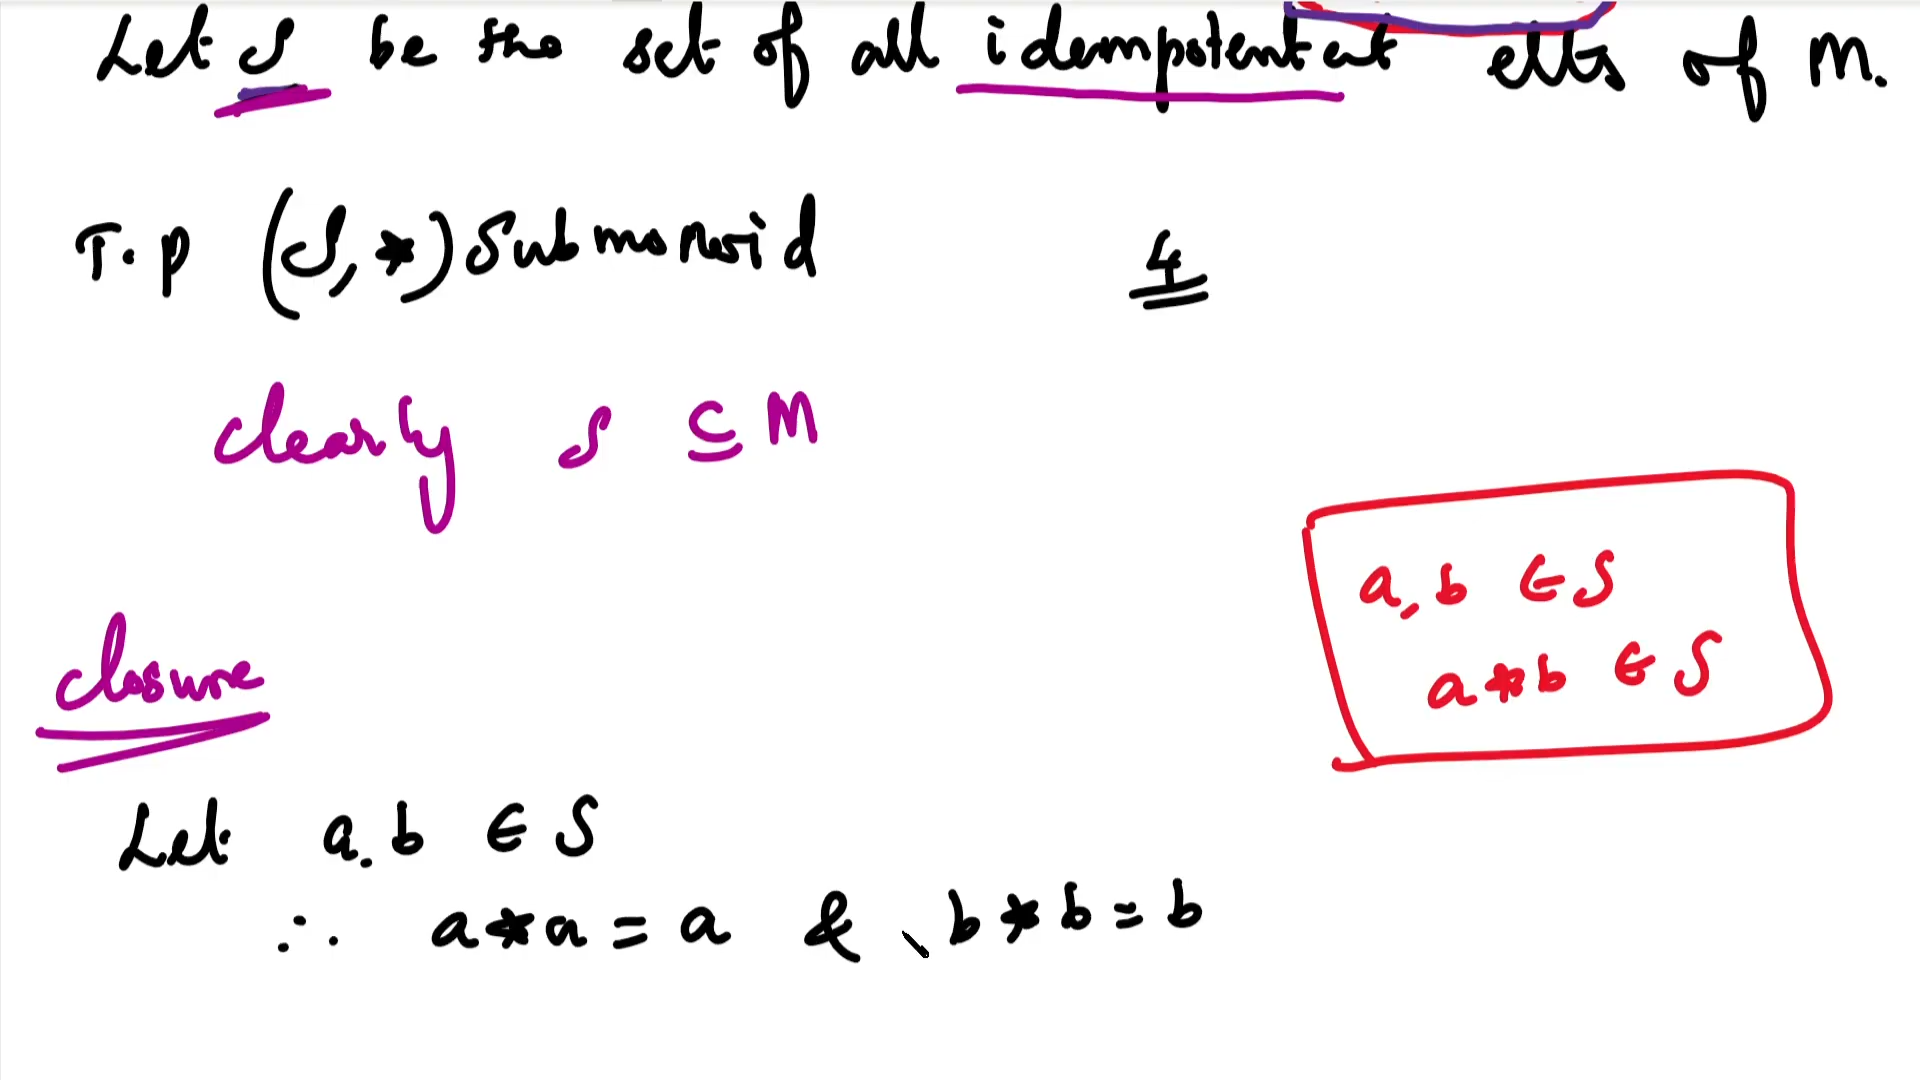 Let S be the set of all idempotent elts of M.
T.p (S, *) Submonoid 4
clearly S ⊆ M
a, b ∈ S
a * b ∈ S
closure
Let a, b ∈ S
∴ a * a = a & b * b = b